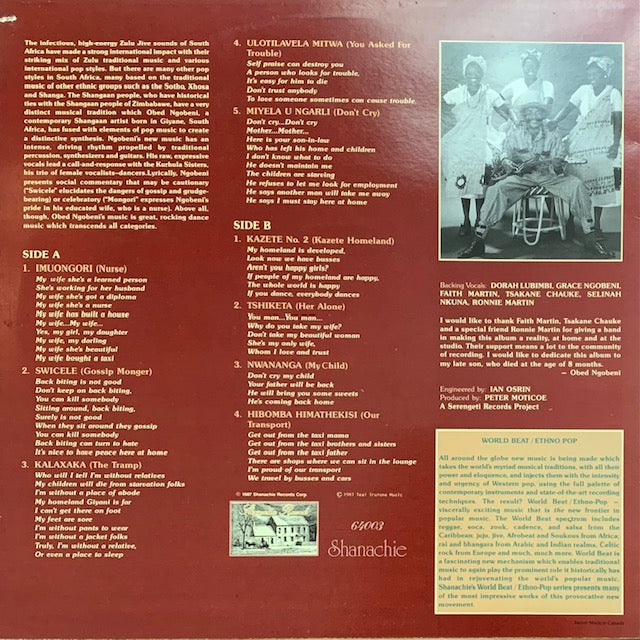 The infectious, high-energy Zulu Jive sounds of South
Africa have made a strong international impact with their
striking mix of Zulu traditional music and various
international pop styles. But there are many other pop
styles in South Africa, many based on the traditional
music of other ethnic groups such as the Sotho, Xhosa
and Shanga. The Shangaan people, who have historical
ties with the Shangaan people of Zimbabawe, have a very
distinct musical tradition which Obed Ngobeni, a
contemporary Shangaan artist born in Giyane, South
Africa, has fused with elements of pop music to create
a distinctive synthesis. Ngobeni's new music has an
intense, driving rhythm propelled by traditional
percussion, synthesizers and guitars. His raw, expressive
vocals lead a call-and-response with the Kurhula Sisters,
his trio of female vocalists-dancers.Lyrically, Ngobeni
presents social commentary that may be cautionary
("Swicele" elucidates the dangers of gossip and grudge-
bearing) or celebratory ("Mongori" expresses Ngobeni's
pride in his educated wife, who is a nurse). Above all,
though, Obed Ngobeni's music is great, rocking dance
music which transcends all categories.
SIDE A
1. IMUONGORI (Nurse)
My wife she's a learned person
She's working for her husband
My wife she's got a diploma
My wife she's a nurse
My wife has built a house
My wife...My wife...
Yes, my girl, my daughter
My wife, my darling
My wife she's beautiful
My wife bought a taxi
2. SWICELE (Gossip Monger)
Back biting is not good
Don't keep on back biting,
You can kill somebody
Sitting around, back biting,
Surely is not good
When they sit around they gossip
You can kill somebody
Back biting can turn to hate
It's nice to have peace here at home
3. KALAXAKA (The Tramp)
Who will I tell I'm without relatives
My children will die from starvation folks
I'm without a place of abode
My homeland Giyani is far
I can't get there on foot
My feet are sore
I'm without pants to wear
I'm without a jacket folks
Truly, I'm without a relative,
Or even a place to sleep
4. ULOTILAVELA MITWA (You Asked For
Trouble)
Self praise can destroy you
A person who looks for trouble,
It's easy for him to die
Don't trust anybody
To love someone sometimes can cause trouble.
5. MIYELA U NGARLI (Don't Cry)
Don't cry...Don't cry
Mother...Mother...
Here is your son-in-law
Who has left his home and children
I don't know what to do
He doesn't maintain me
The children are starving
He refuses to let me look for employment
He says another man will take me away
He says I must stay here at home
SIDE B
1. KAZETE No. 2 (Kazete Homeland)
My homeland is developed,
Look now we have busses
Aren't you happy girls?
If people of my homeland are happy,
The whole world is happy
If you dance, everybody dances
2. TSHIKETA (Her Alone)
You man...You man...
Why do you take my wife?
Don't take my beautiful woman
She's my only wife,
Whom I love and trust
3. NWANANGA (My Child)
Don't cry my child
Your father will be back
He will bring you some sweets
He's coming back home
4. HIBOMBA HIMATHEKISI (Our
Transport)
Get out from the taxi mama
Get out from the taxi brothers and sisters
Get out from the taxi father
There are shops where we can sit in the lounge
I'm proud of our transport
We travel by busses and cars
© 1987 Shanachie Records Corp.
© 1983 Teal Trutone Music
64003
Shanachie
Backing Vocals: DORAH LUBIMBI, GRACE NGOBENI,
FAITH MARTIN, TSAKANE CHAUKE, SELINAH
NKUNA, RONNIE MARTIN
I would like to thank Faith Martin, Tsakane Chauke
and a special friend Ronnie Martin for giving a hand
in making this album a reality, at home and at the
studio. Their support means a lot to the community
of recording. I would like to dedicate this album to
my late son, who died at the age of 8 months.
— Obed Ngobeni
Engineered by: IAN OSRIN
Produced by: PETER MOTICOE
A Serengeti Records Project
WORLD BEAT / ETHNO POP
All around the globe new music is being made which
takes the world's myriad musical traditions, with all their
power and eloquence, and injects them with the intensity
and urgency of Western pop, using the full palette of
contemporary instruments and state-of-the-art recording
techniques. The result? World Beat / Ethno-Pop —
viscerally exciting music that is the new frontier in
popular music. The World Beat spectrum includes
reggae, soca, zouk, cadence, and salsa from the
Caribbean; juju, jive, Afrobeat and Soukous from Africa;
rai and bhangara from Arabic and Indian realms, Celtic
rock from Europe and much, much more. World Beat is
a fascinating new mechanism which enables traditional
music to again play the prominent role it historically has
had in rejuvenating the world's popular music.
Shanachie's World Beat / Ethno-Pop series presents many
of the most impressive works of this provocative new
movement.
Jacket Made in Canada